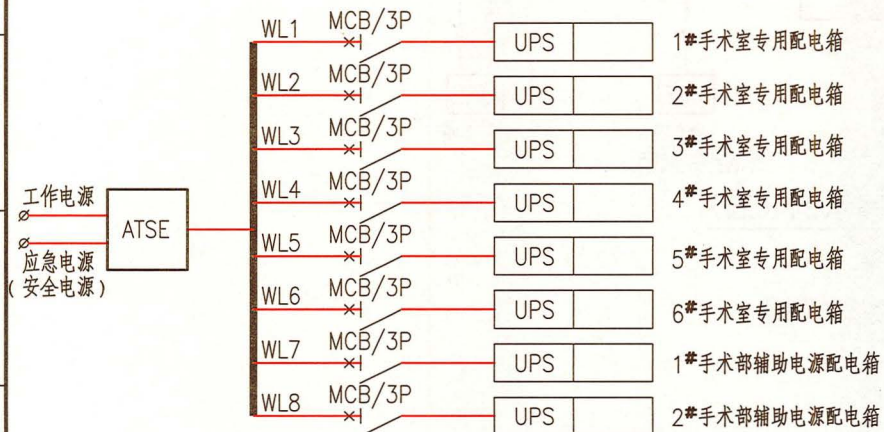 WL1 MCB/3P UPS 1#手术室专用配电箱
WL2 MCB/3P UPS 2#手术室专用配电箱
WL3 MCB/3P UPS 3#手术室专用配电箱
WL4 MCB/3P UPS 4#手术室专用配电箱
工作电源
ATSE
应急电源
(安全电源)
WL5 MCB/3P UPS 5#手术室专用配电箱
WL6 MCB/3P UPS 6#手术室专用配电箱
WL7 MCB/3P UPS 1#手术部辅助电源配电箱
WL8 MCB/3P UPS 2#手术部辅助电源配电箱